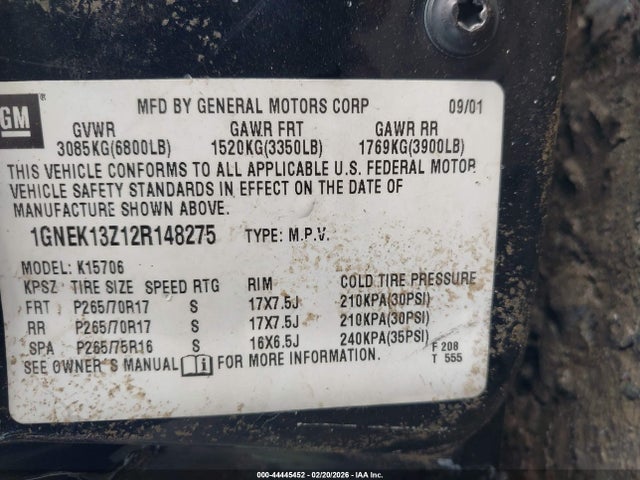 GM ®
MFD BY GENERAL MOTORS CORP 09/01
GVWR GAWR FRT GAWR RR
3085KG(6800LB) 1520KG(3350LB) 1769KG(3900LB)
THIS VEHICLE CONFORMS TO ALL APPLICABLE U.S. FEDERAL MOTOR
VEHICLE SAFETY STANDARDS IN EFFECT ON THE DATE OF
MANUFACTURE SHOWN ABOVE.
1GNEK13Z12R148275 TYPE: M.P.V.
MODEL: K15706
KPSZ TIRE SIZE SPEED RTG RIM COLD TIRE PRESSURE
FRT P265/70R17 S 17X7.5J 210KPA(30PSI)
RR P265/70R17 S 17X7.5J 210KPA(30PSI)
SPA P265/75R16 S 16X6.5J 240KPA(35PSI)
SEE OWNER'S MANUAL FOR MORE INFORMATION.
F 208
T 555
000-44445452 | 02/20/2026 - IAA Inc.